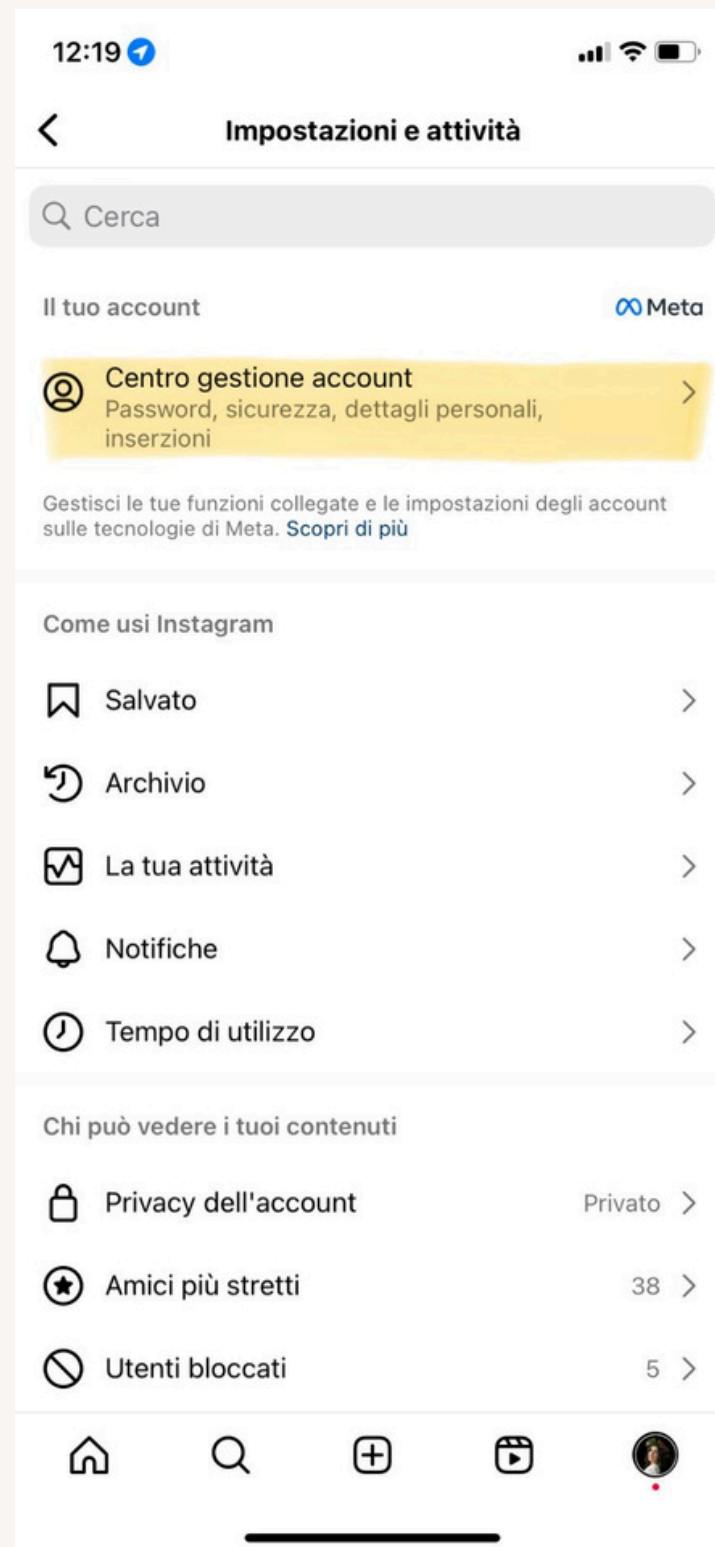 12:19
Impostazioni e attività
Cerca
Il tuo account
Meta
Centro gestione account
Password, sicurezza, dettagli personali,
inserzioni
Gestisci le tue funzioni collegate e le impostazioni degli account
sulle tecnologie di Meta. Scopri di più
Come usi Instagram
Salvato
Archivio
La tua attività
Notifiche
Tempo di utilizzo
Chi può vedere i tuoi contenuti
Privacy dell'account Privato
Amici più stretti 38
Utenti bloccati 5